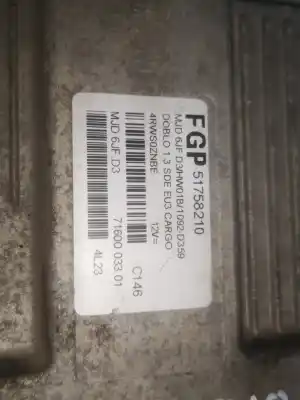 FGP 51758210
MJD 6JF D3/HW01B/1092-D359
DOBLO 1.3 SDE EU3 CARGO
4RWS0ZNBE 12V=
C146
MJD 6JF.D3 71600 033.01
4L23